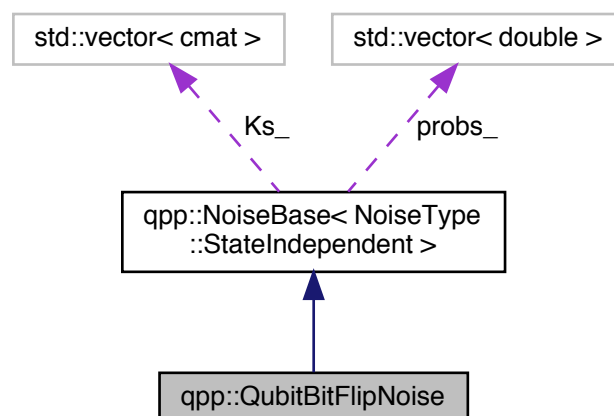 std::vector< cmat >
std::vector< double >
Ks_
probs_
qpp::NoiseBase< NoiseType
::StateIndependent >
qpp::QubitBitFlipNoise